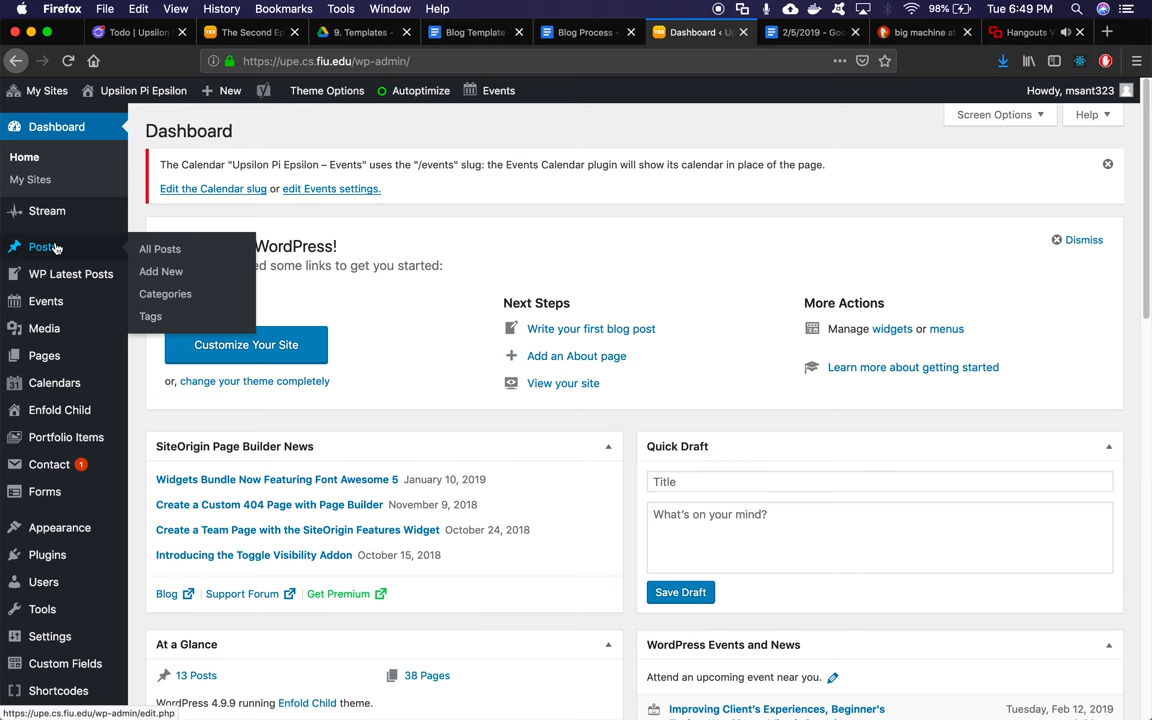 Firefox File Edit View History Bookmarks Tools Window Help 98% Tue 6:49 PM
Todo | Upsilon The Second Ep 9. Templates - Blog Template Blog Process - Dashboard ‹ U 2/5/2019 - Goo big machine at Hangouts V
https://upe.cs.fiu.edu/wp-admin/
My Sites Upsilon Pi Epsilon New Theme Options Autoptimize Events Howdy, msant323
Screen Options Help
Dashboard
Home
My Sites
Stream
Posts
All Posts
Add New
Categories
Tags
WP Latest Posts
Events
Media
Pages
31 Calendars
Enfold Child
Portfolio Items
Contact 1
Forms
Appearance
Plugins
Users
Tools
Settings
Custom Fields
Shortcodes
https://upe.cs.fiu.edu/wp-admin/edit.php
Dashboard
The Calendar "Upsilon Pi Epsilon – Events" uses the "/events" slug: the Events Calendar plugin will show its calendar in place of the page.
Edit the Calendar slug or edit Events settings.
WordPress!
Dismiss
ed some links to get you started:
Customize Your Site
or, change your theme completely
Next Steps
Write your first blog post
Add an About page
View your site
More Actions
Manage widgets or menus
Learn more about getting started
SiteOrigin Page Builder News
Widgets Bundle Now Featuring Font Awesome 5 January 10, 2019
Create a Custom 404 Page with Page Builder November 9, 2018
Create a Team Page with the SiteOrigin Features Widget October 24, 2018
Introducing the Toggle Visibility Addon October 15, 2018
Blog Support Forum Get Premium
Quick Draft
Title
What's on your mind?
Save Draft
At a Glance
13 Posts 38 Pages
WordPress 4.9.9 running Enfold Child theme.
WordPress Events and News
Attend an upcoming event near you.
Improving Client's Experiences, Beginner's Tuesday, Feb 12, 2019